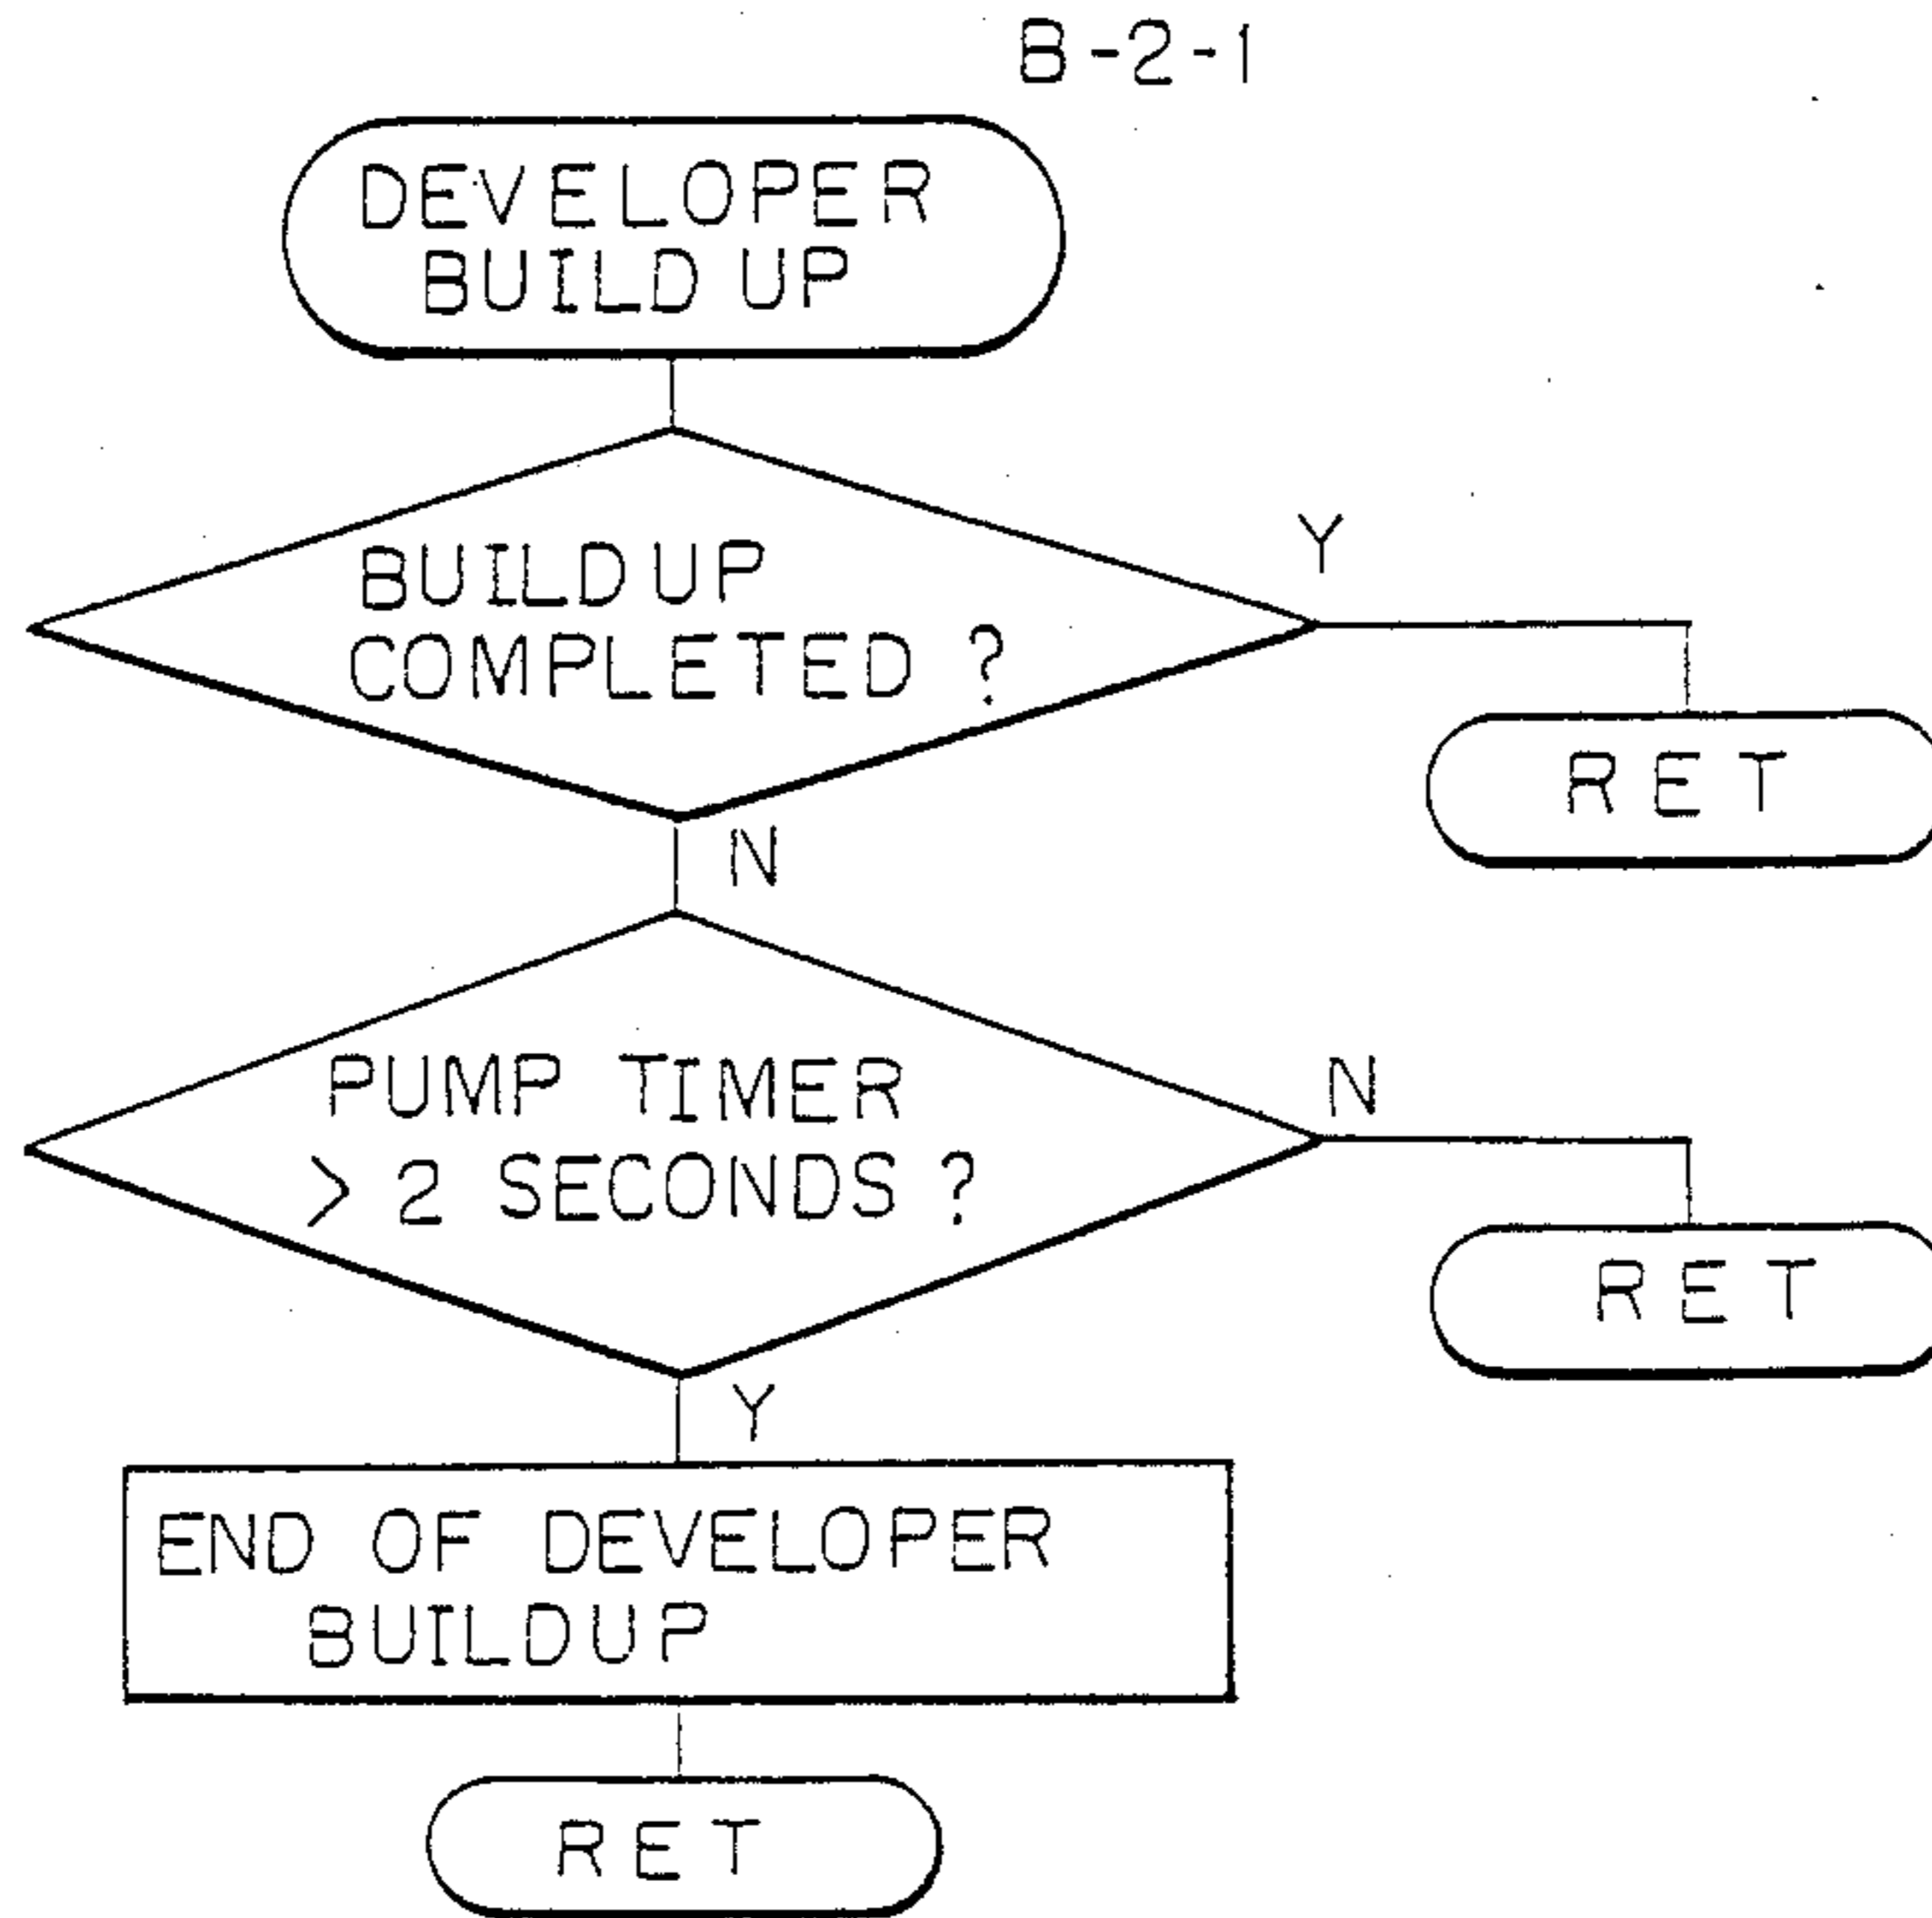 B-2-1
DEVELOPER
BUILD UP
BUILD UP
COMPLETED ?
Y
RET
N
PUMP TIMER
> 2 SECONDS ?
N
RET
Y
END OF DEVELOPER
BUILDUP
RET